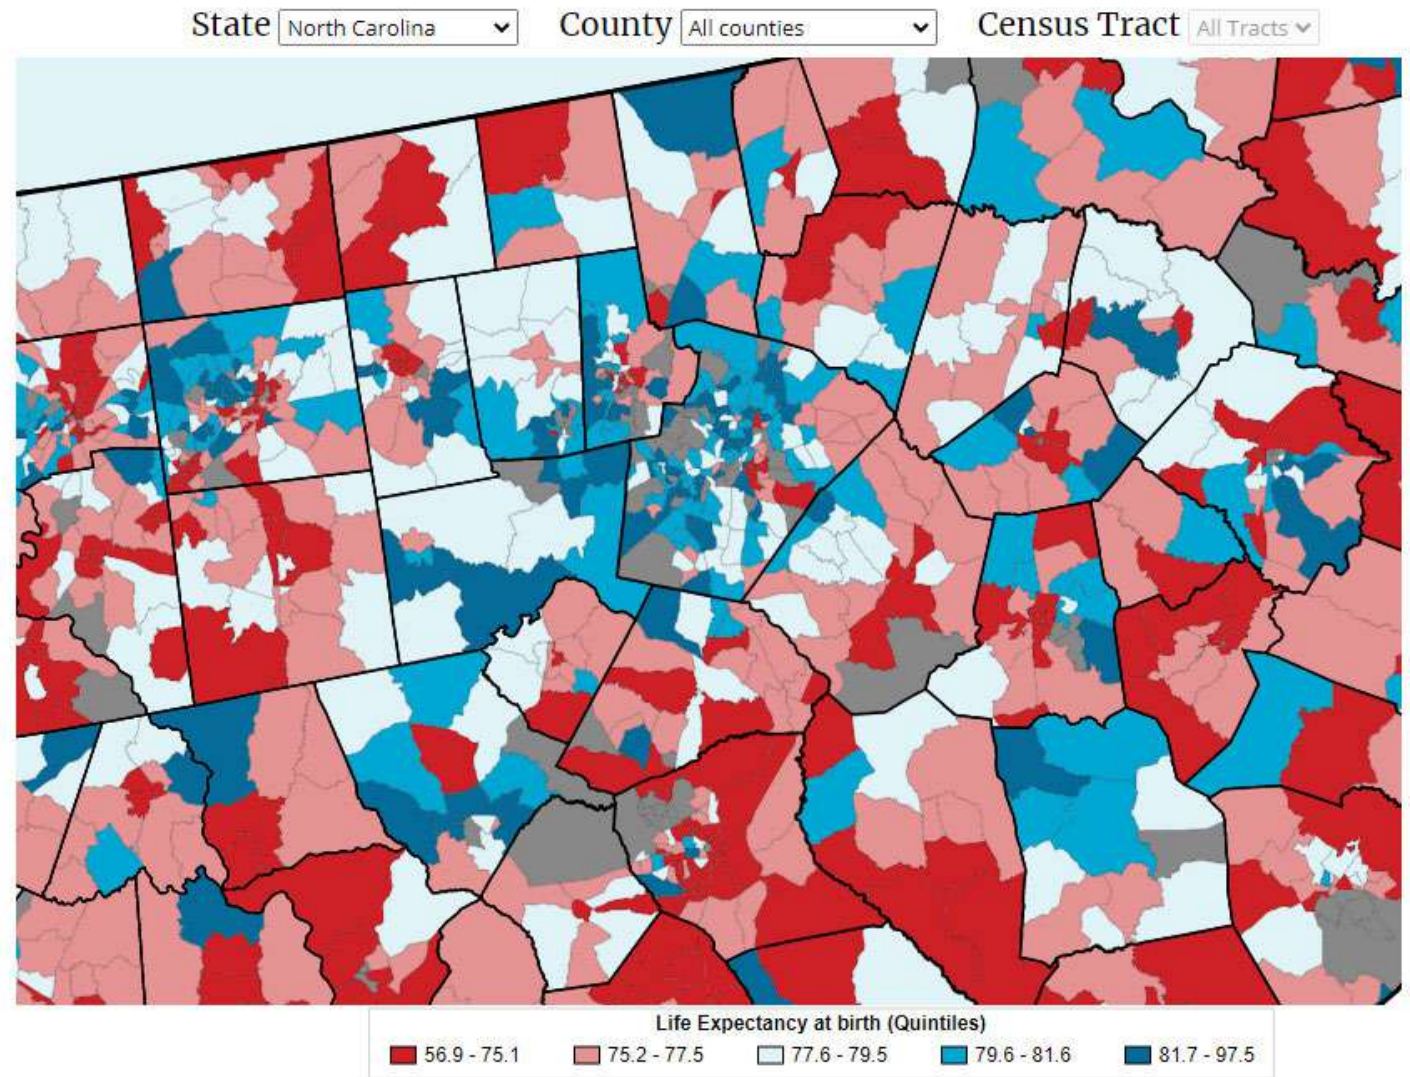 State North Carolina County All counties Census Tract All Tracts
Life Expectancy at birth (Quintiles)
56.9 - 75.1 75.2 - 77.5 77.6 - 79.5 79.6 - 81.6 81.7 - 97.5